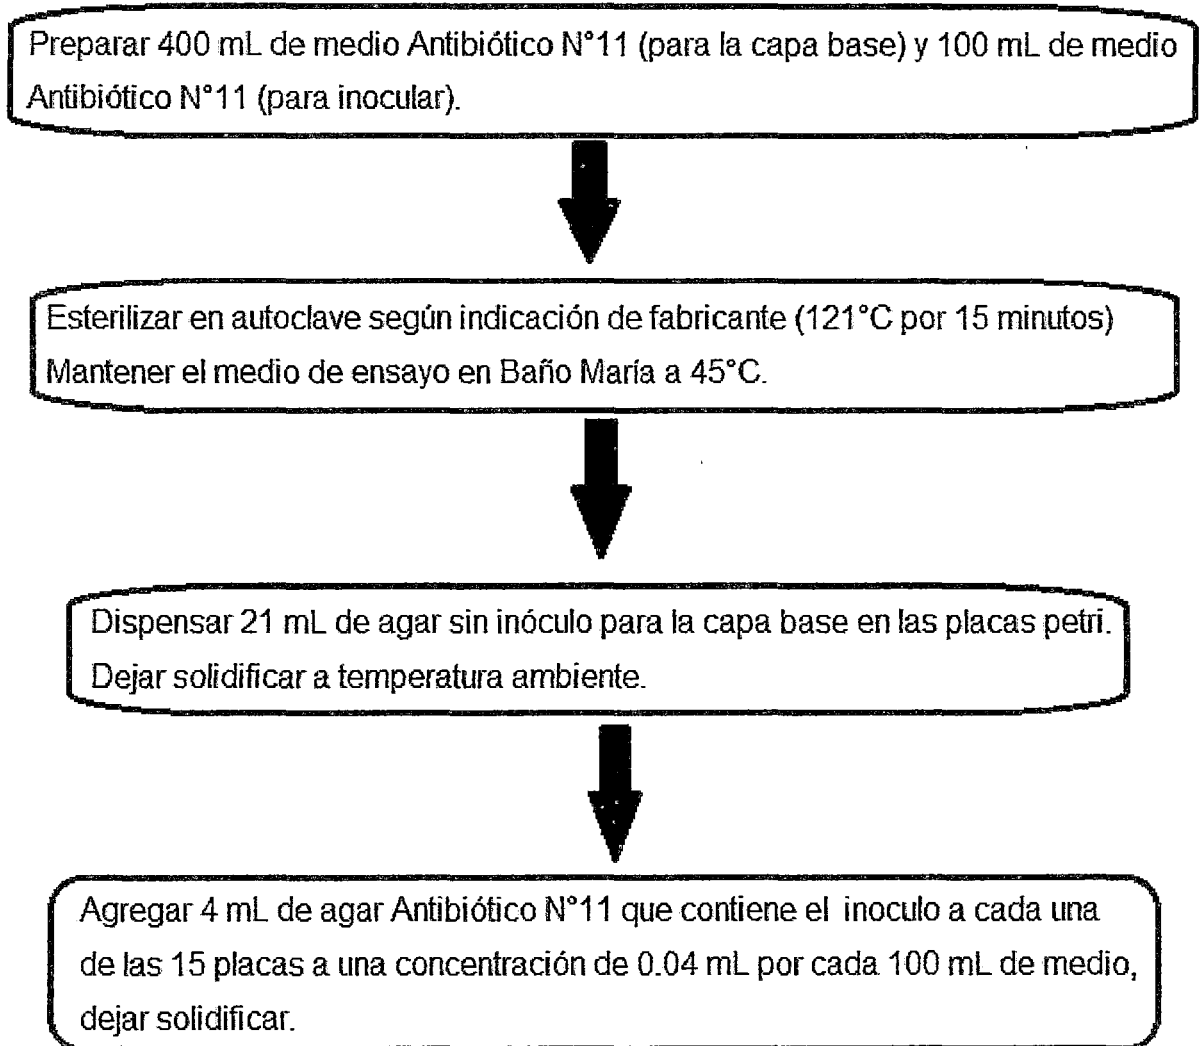 Preparar 400 mL de medio Antibiótico N°11 (para la capa base) y 100 mL de medio
Antibiótico N°11 (para inocular).
Esterilizar en autoclave según indicación de fabricante (121°C por 15 minutos)
Mantener el medio de ensayo en Baño María a 45°C.
Dispensar 21 mL de agar sin inóculo para la capa base en las placas petri.
Dejar solidificar a temperatura ambiente.
Agregar 4 mL de agar Antibiótico N°11 que contiene el inoculo a cada una
de las 15 placas a una concentración de 0.04 mL por cada 100 mL de medio,
dejar solidificar.